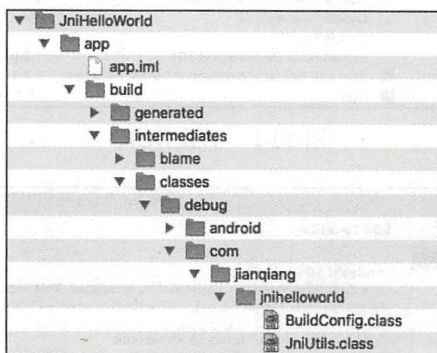 JniHelloWorld
app
app.iml
build
generated
intermediates
blame
classes
debug
android
com
jianqiang
jnihelloworld
BuildConfig.class
JniUtils.class